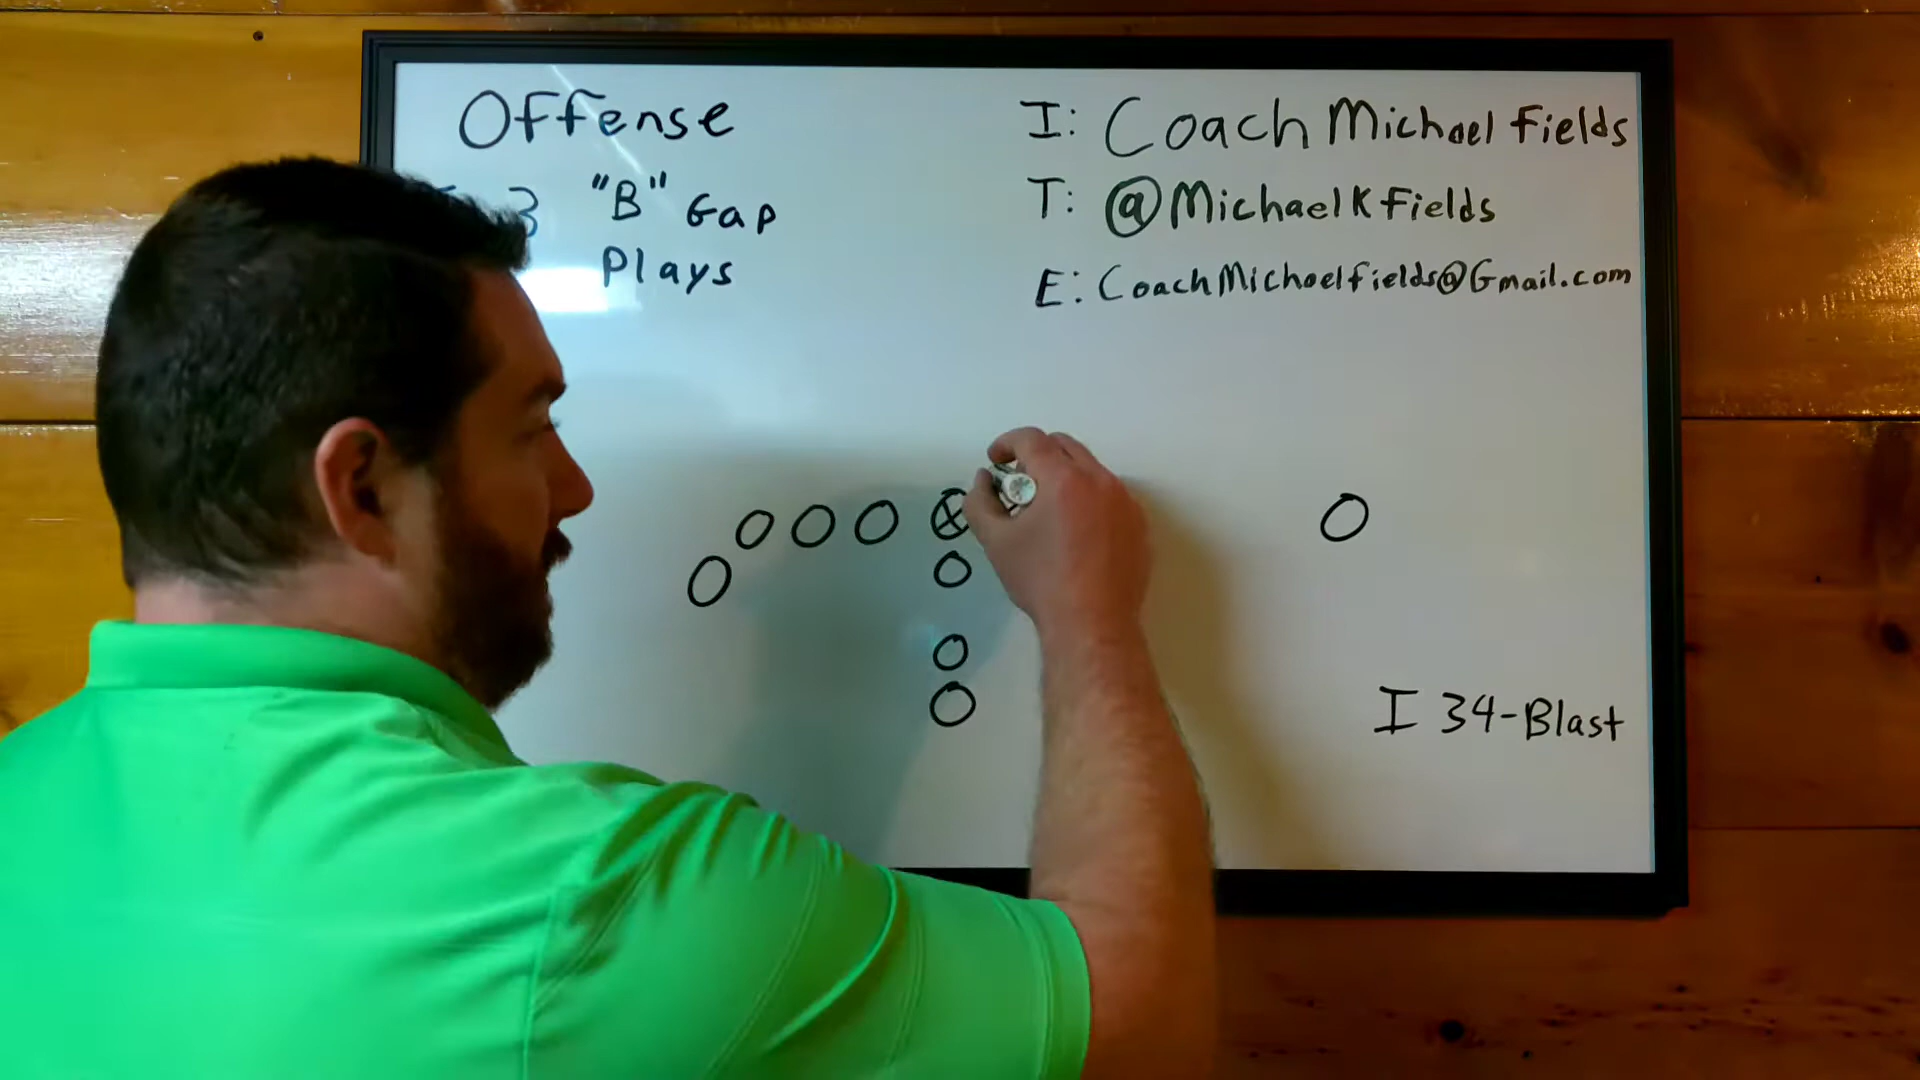 Offense
3 "B" Gap
Plays
I: Coach Michael Fields
T: @MichaelKFields
E: CoachMichaelfields@Gmail.com
I 34-Blast